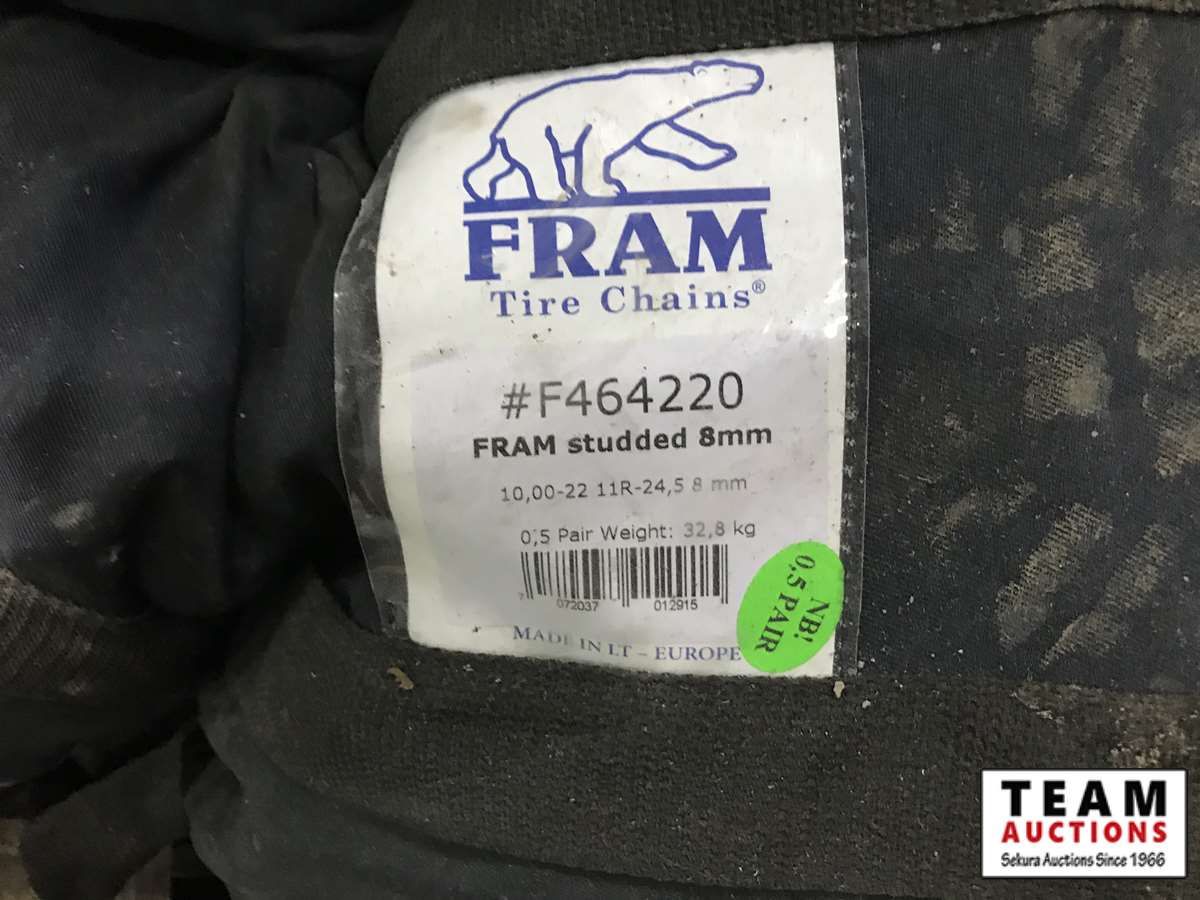 FRAM
Tire Chains®
#F464220
FRAM studded 8mm
10,00-22 11R-24,5 8 mm
0,5 Pair Weight: 32,8 kg
7 072037 012915
NB!
0,5 PAIR
MADE IN LT – EUROPE
TEAM
AUCTIONS
Sekura Auctions Since 1966